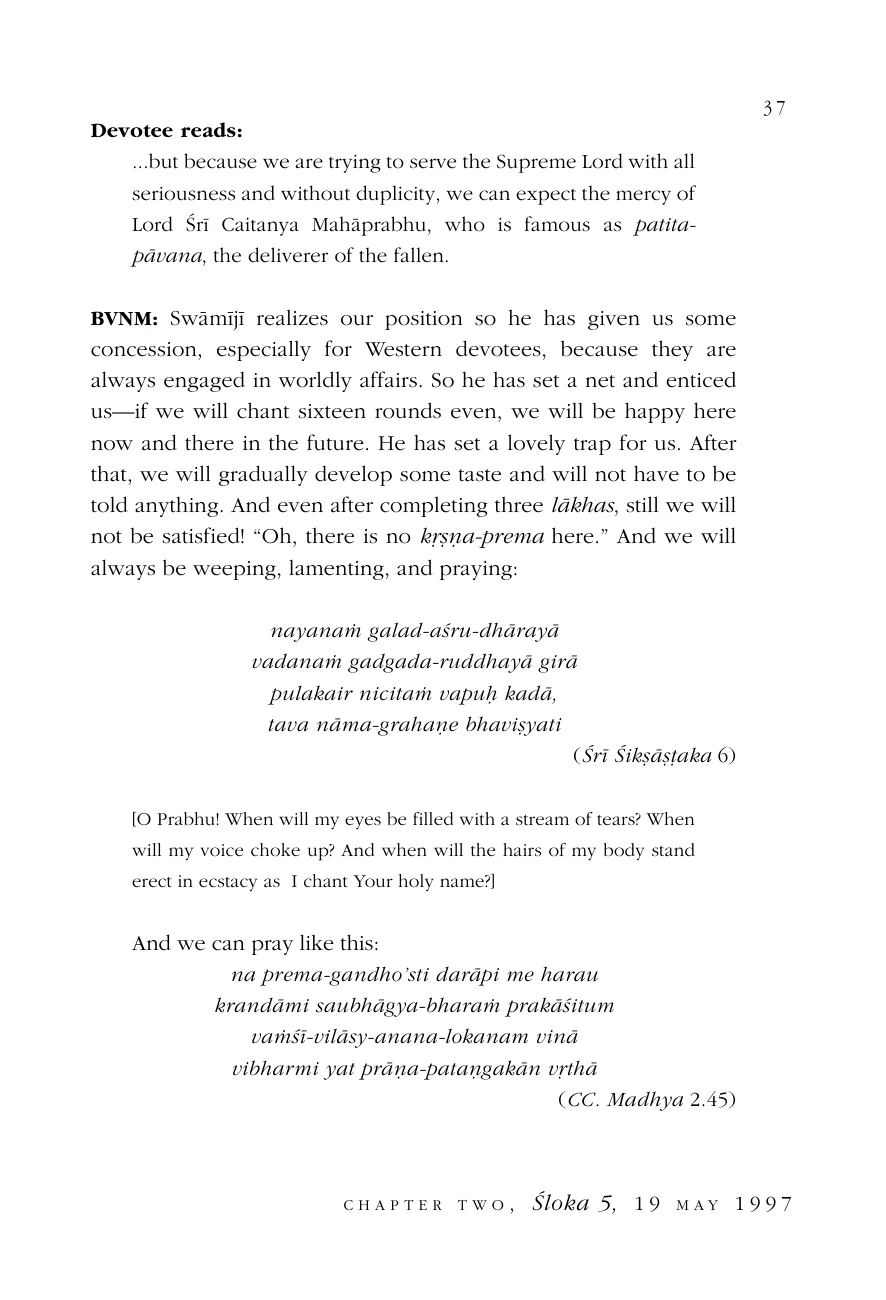 37
Devotee reads:
...but because we are trying to serve the Supreme Lord with all
seriousness and without duplicity, we can expect the mercy of
Lord Śrī Caitanya Mahāprabhu, who is famous as patita-
pāvana, the deliverer of the fallen.
BVNM: Swāmījī realizes our position so he has given us some
concession, especially for Western devotees, because they are
always engaged in worldly affairs. So he has set a net and enticed
us—if we will chant sixteen rounds even, we will be happy here
now and there in the future. He has set a lovely trap for us. After
that, we will gradually develop some taste and will not have to be
told anything. And even after completing three lākhas, still we will
not be satisfied! “Oh, there is no kṛṣṇa-prema here.” And we will
always be weeping, lamenting, and praying:
nayanaṁ galad-aśru-dhārayā
vadanaṁ gadgada-ruddhayā girā
pulakair nicitaṁ vapuḥ kadā,
tava nāma-grahaṇe bhaviṣyati
(Śrī Śikṣāṣṭaka 6)
[O Prabhu! When will my eyes be filled with a stream of tears? When
will my voice choke up? And when will the hairs of my body stand
erect in ecstacy as I chant Your holy name?]
And we can pray like this:
na prema-gandho’sti darāpi me harau
krandāmi saubhāgya-bharaṁ prakāśitum
vaṁśī-vilāsy-anana-lokanam vinā
vibharmi yat prāṇa-pataṇgakān vṛthā
(CC. Madhya 2.45)
CHAPTER TWO, Śloka 5, 19 MAY 1997